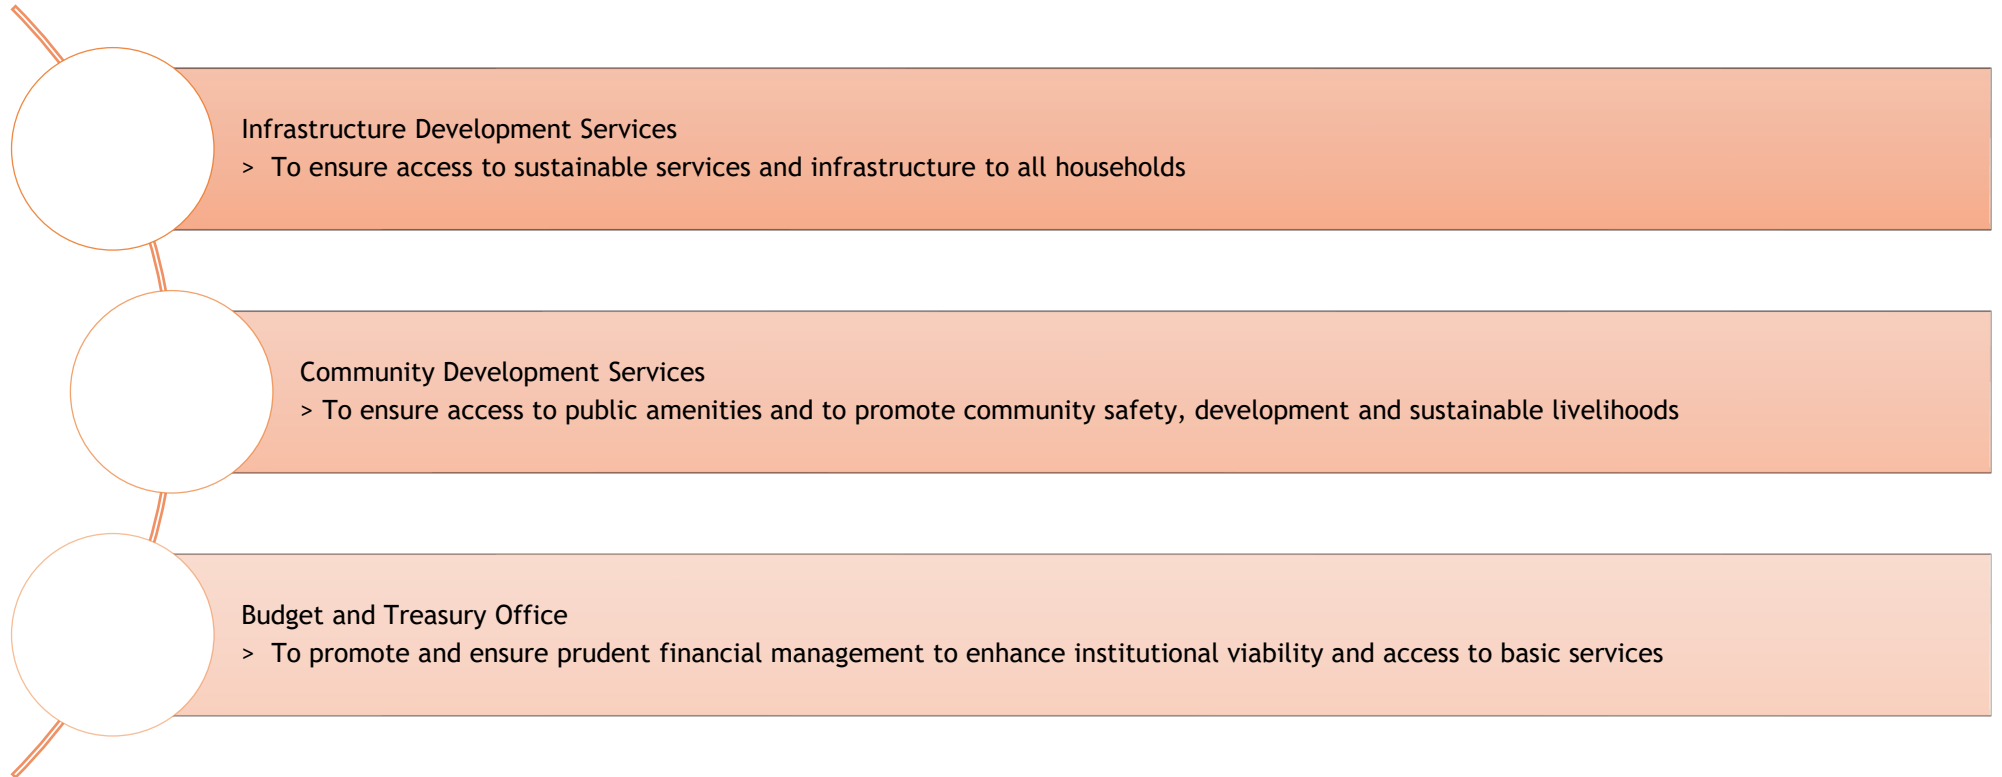 Infrastructure Development Services
> To ensure access to sustainable services and infrastructure to all households
Community Development Services
> To ensure access to public amenities and to promote community safety, development and sustainable livelihoods
Budget and Treasury Office
> To promote and ensure prudent financial management to enhance institutional viability and access to basic services